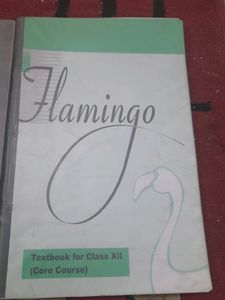 Flamingo
Textbook for Class XII
(Core Course)